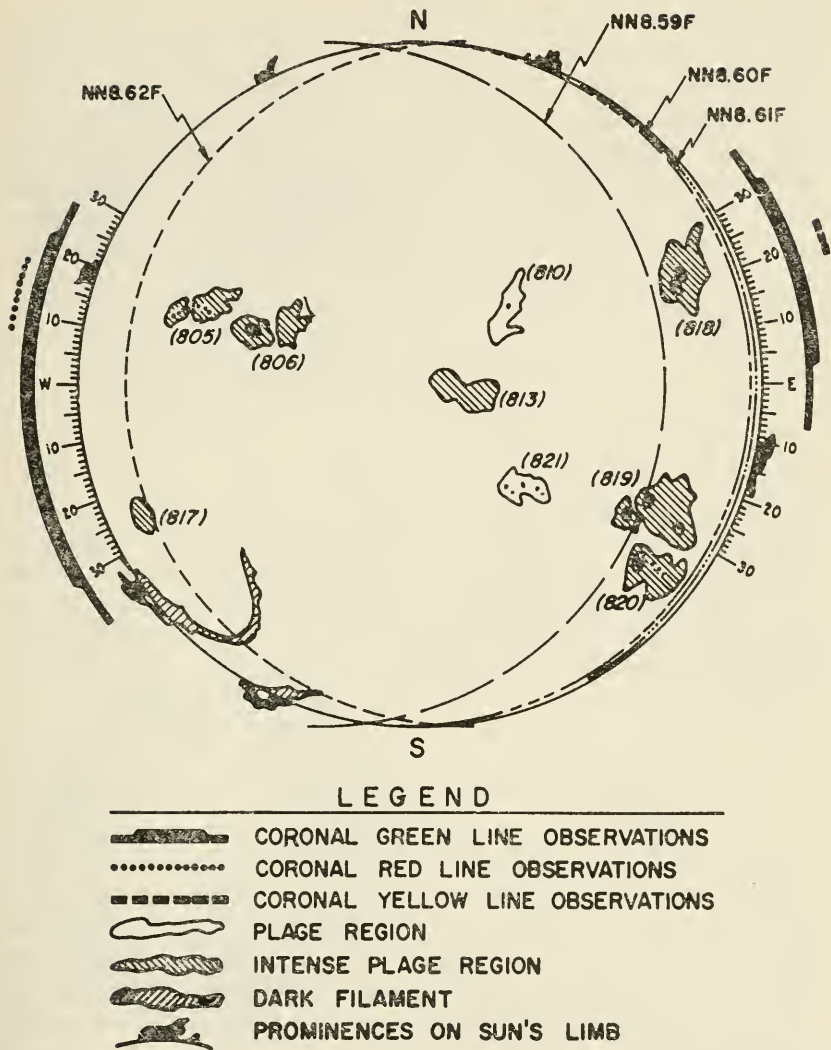 N
NN8.59F
NN8.62F
NN8.60F
NN8.61F
30
20
10
W
10
20
30
30
20
10
E
10
20
30
(805)
(806)
(810)
(813)
(818)
(821)
(819)
(820)
(817)
S
LEGEND
CORONAL GREEN LINE OBSERVATIONS
CORONAL RED LINE OBSERVATIONS
CORONAL YELLOW LINE OBSERVATIONS
PLAGE REGION
INTENSE PLAGE REGION
DARK FILAMENT
PROMINENCES ON SUN'S LIMB